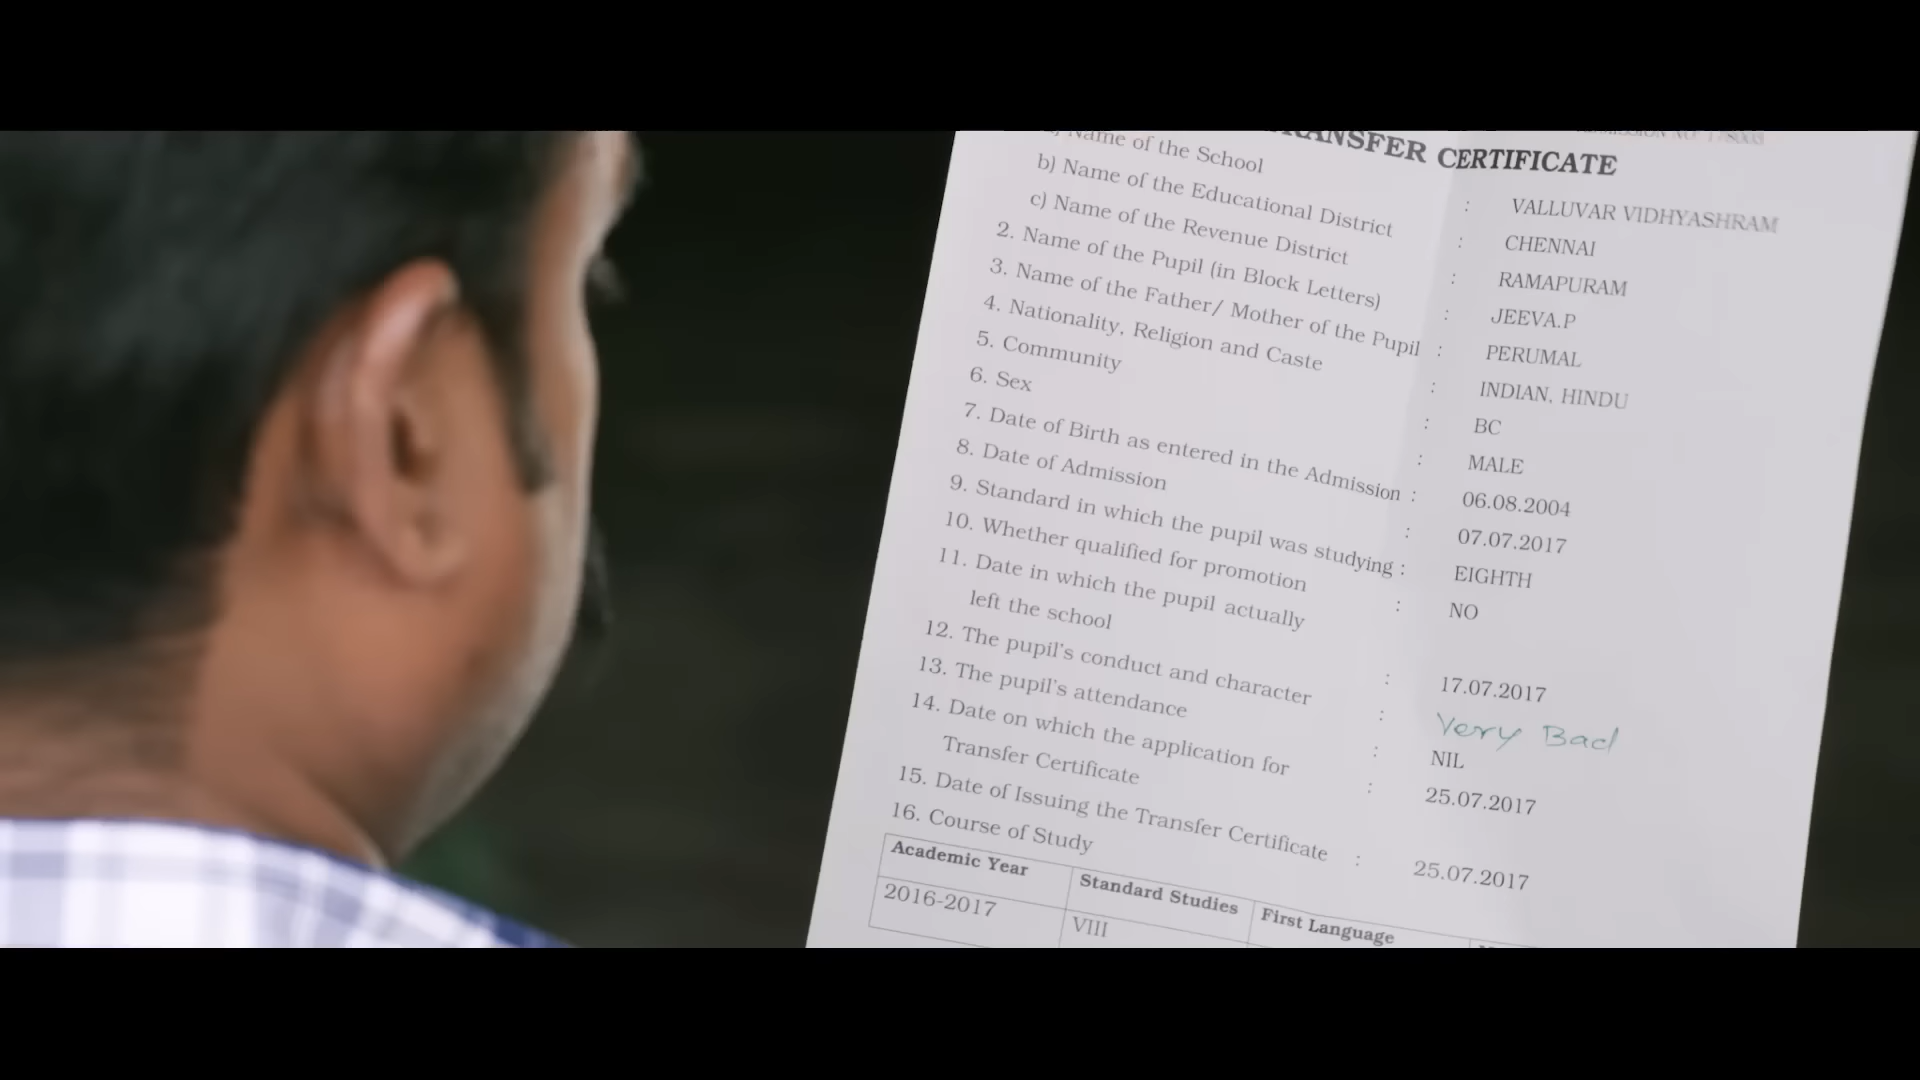 TRANSFER CERTIFICATE
Name of the School : VALLUVAR VIDHYASHRAM
b) Name of the Educational District : CHENNAI
c) Name of the Revenue District : RAMAPURAM
2. Name of the Pupil (in Block Letters) : JEEVA.P
3. Name of the Father/ Mother of the Pupil : PERUMAL
4. Nationality, Religion and Caste : INDIAN, HINDU
5. Community : BC
6. Sex : MALE
7. Date of Birth as entered in the Admission : 06.08.2004
8. Date of Admission : 07.07.2017
9. Standard in which the pupil was studying : EIGHTH
10. Whether qualified for promotion : NO
11. Date in which the pupil actually
left the school : 17.07.2017
12. The pupil's conduct and character : Very Bad
13. The pupil's attendance : NIL
14. Date on which the application for : 25.07.2017
Transfer Certificate
15. Date of Issuing the Transfer Certificate : 25.07.2017
16. Course of Study
Academic Year Standard Studies First Language
2016-2017 VIII